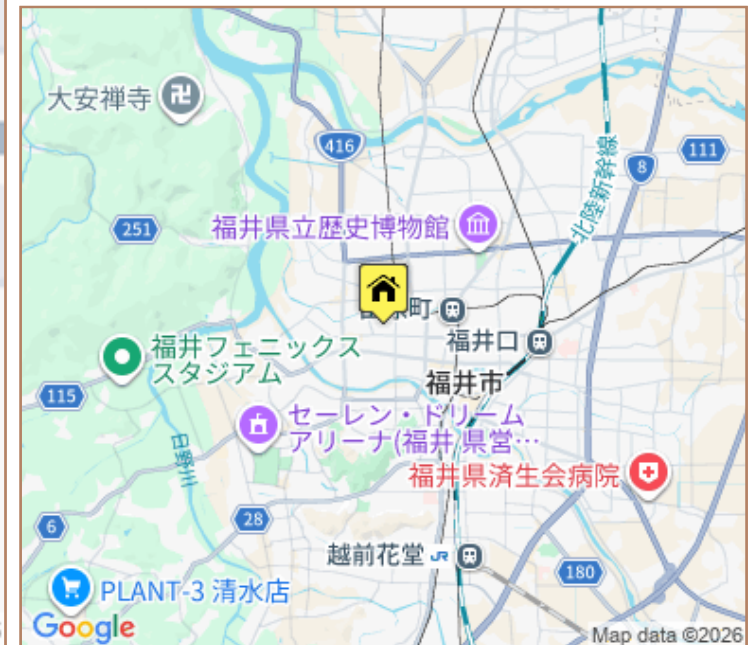 大安禅寺
416
8
111
北陸新幹線
251
福井県立歴史博物館
原町
福井口
福井フェニックス
スタジアム
115
福井市
セーレン・ドリーム
アリーナ(福井 県営…
日野川
福井県済生会病院
6
28
越前花堂 JR
180
PLANT-3 清水店
Google
Map data ©2026